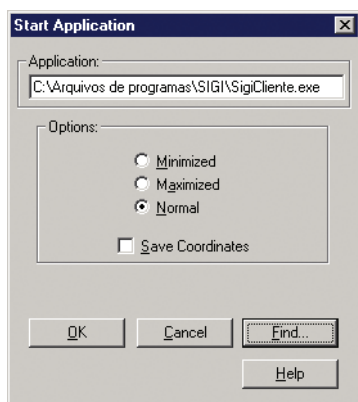 Start Application
Application:
C:\Arquivos de programas\SIGI\SigiCliente.exe
Options:
Minimized
Maximized
Normal
Save Coordinates
OK Cancel Find...
Help